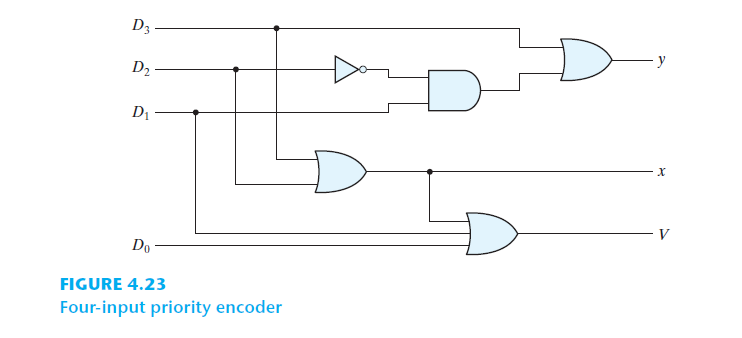 D₃
y
D₂
D₁
x
V
D₀
FIGURE 4.23
Four-input priority encoder